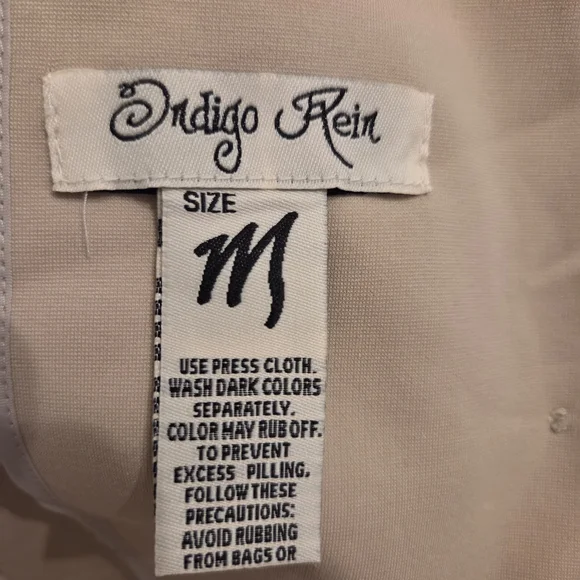 Indigo Rein
SIZE
M
USE PRESS CLOTH.
WASH DARK COLORS
SEPARATELY.
COLOR MAY RUB OFF.
TO PREVENT
EXCESS PILLING,
FOLLOW THESE
PRECAUTIONS:
AVOID RUBBING
FROM BAGS OR